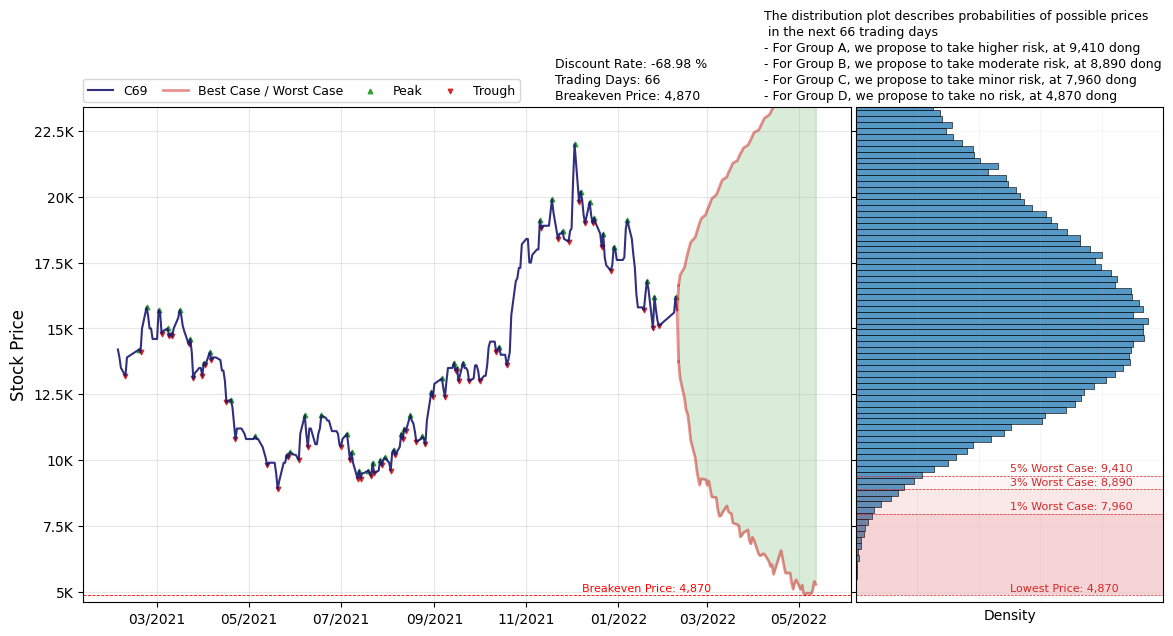 The distribution plot describes probabilities of possible prices
in the next 66 trading days
- For Group A, we propose to take higher risk, at 9,410 dong
- For Group B, we propose to take moderate risk, at 8,890 dong
- For Group C, we propose to take minor risk, at 7,960 dong
- For Group D, we propose to take no risk, at 4,870 dong
Discount Rate: -68.98 %
Trading Days: 66
Breakeven Price: 4,870
C69 Best Case / Worst Case Peak Trough
Stock Price
22.5K
20K
17.5K
15K
12.5K
10K
7.5K
5K
Breakeven Price: 4,870
03/2021 05/2021 07/2021 09/2021 11/2021 01/2022 03/2022 05/2022
5% Worst Case: 9,410
3% Worst Case: 8,890
1% Worst Case: 7,960
Lowest Price: 4,870
Density